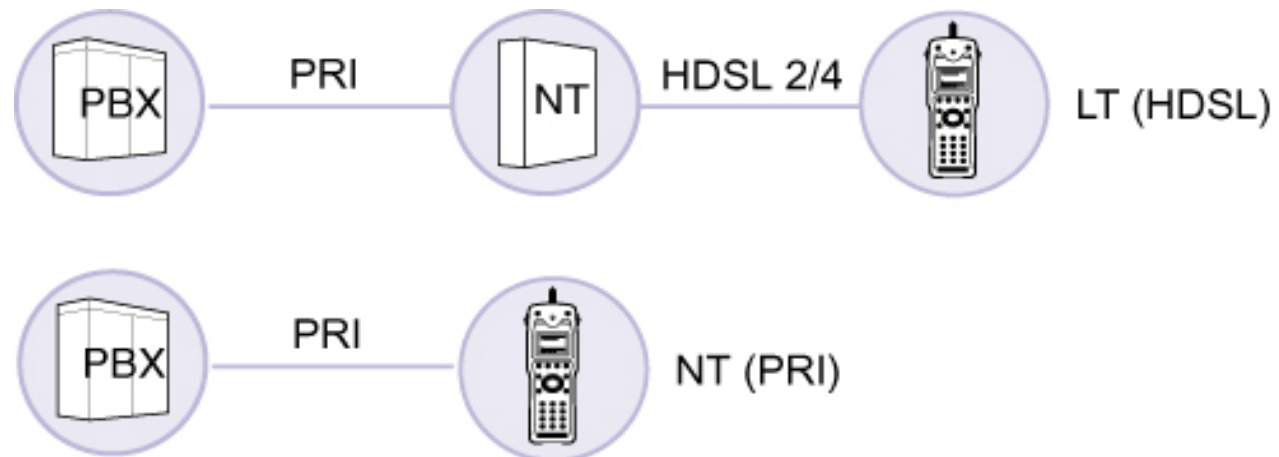 PBX
PRI
NT
HDSL 2/4
LT (HDSL)
PBX
PRI
NT (PRI)